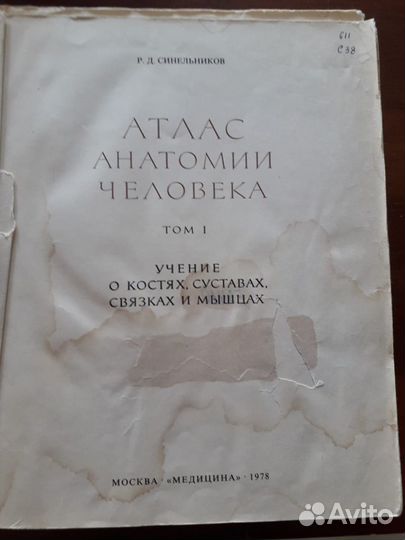 611
С38
Р. Д. СИНЕЛЬНИКОВ
АТЛАС
АНАТОМИИ
ЧЕЛОВЕКА
ТОМ I
УЧЕНИЕ
О КОСТЯХ, СУСТАВАХ,
СВЯЗКАХ И МЫШЦАХ
МОСКВА · «МЕДИЦИНА» · 1978
Avito